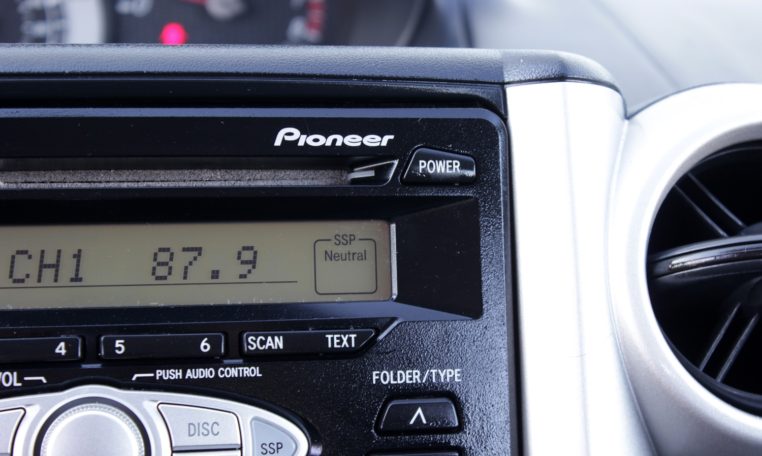 Pioneer
POWER
CH1 87.9
SSP
Neutral
4 5 6 SCAN TEXT
VOL PUSH AUDIO CONTROL
FOLDER/TYPE
DISC
SSP